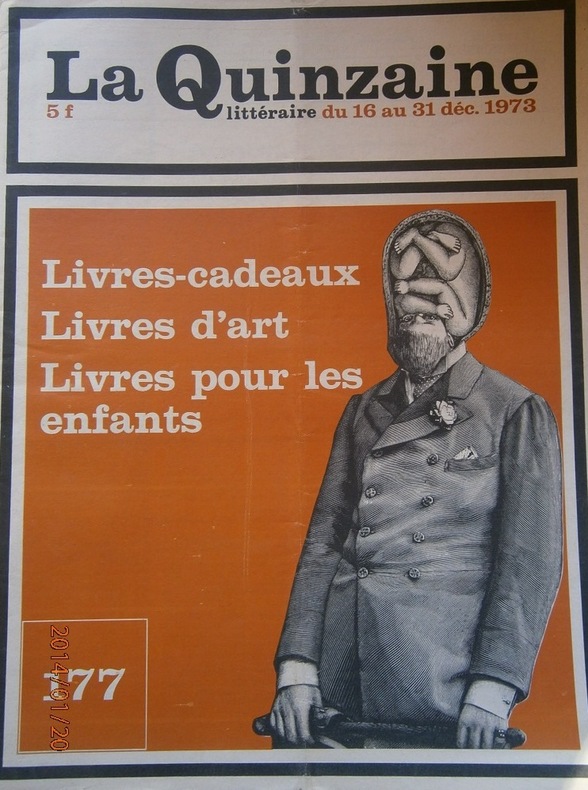 La Quinzaine
5 f littéraire du 16 au 31 déc. 1973
Livres-cadeaux
Livres d'art
Livres pour les
enfants
177
2014/01/20